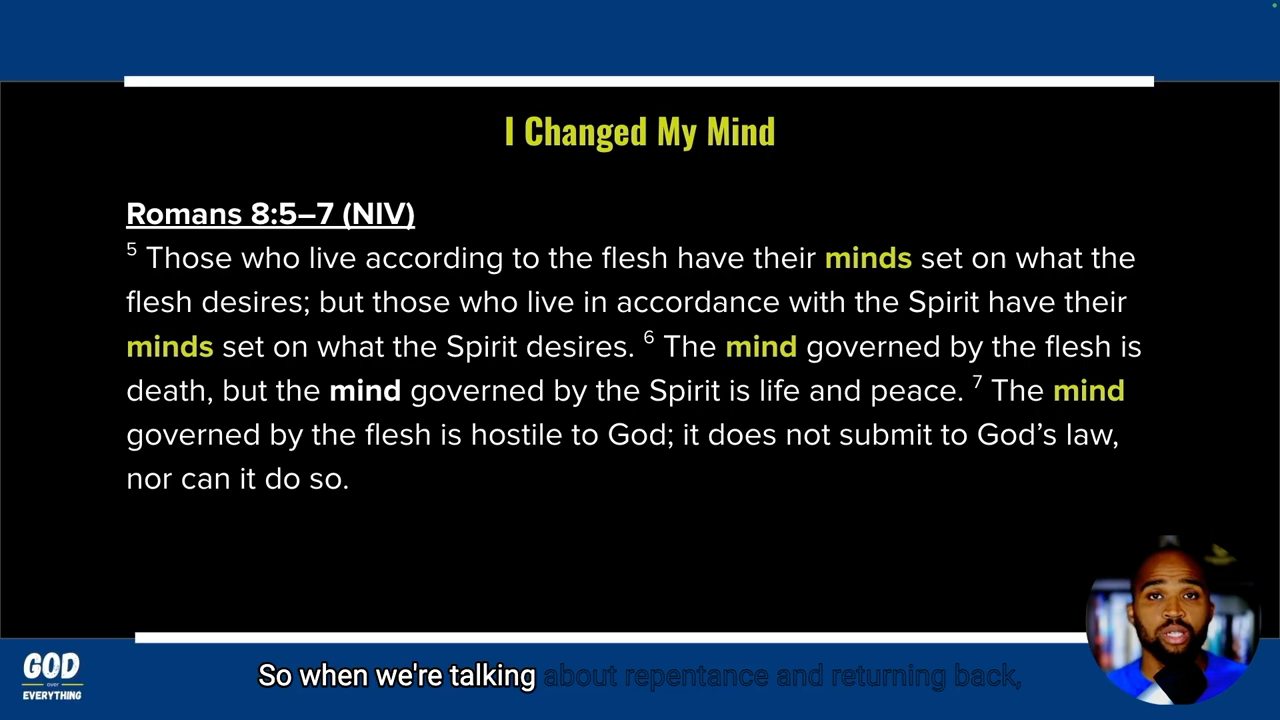 I Changed My Mind
Romans 8:5–7 (NIV)
5 Those who live according to the flesh have their minds set on what the
flesh desires; but those who live in accordance with the Spirit have their
minds set on what the Spirit desires. 6 The mind governed by the flesh is
death, but the mind governed by the Spirit is life and peace. 7 The mind
governed by the flesh is hostile to God; it does not submit to God’s law,
nor can it do so.
GOD
over
EVERYTHING
So when we're talking about repentance and returning back,